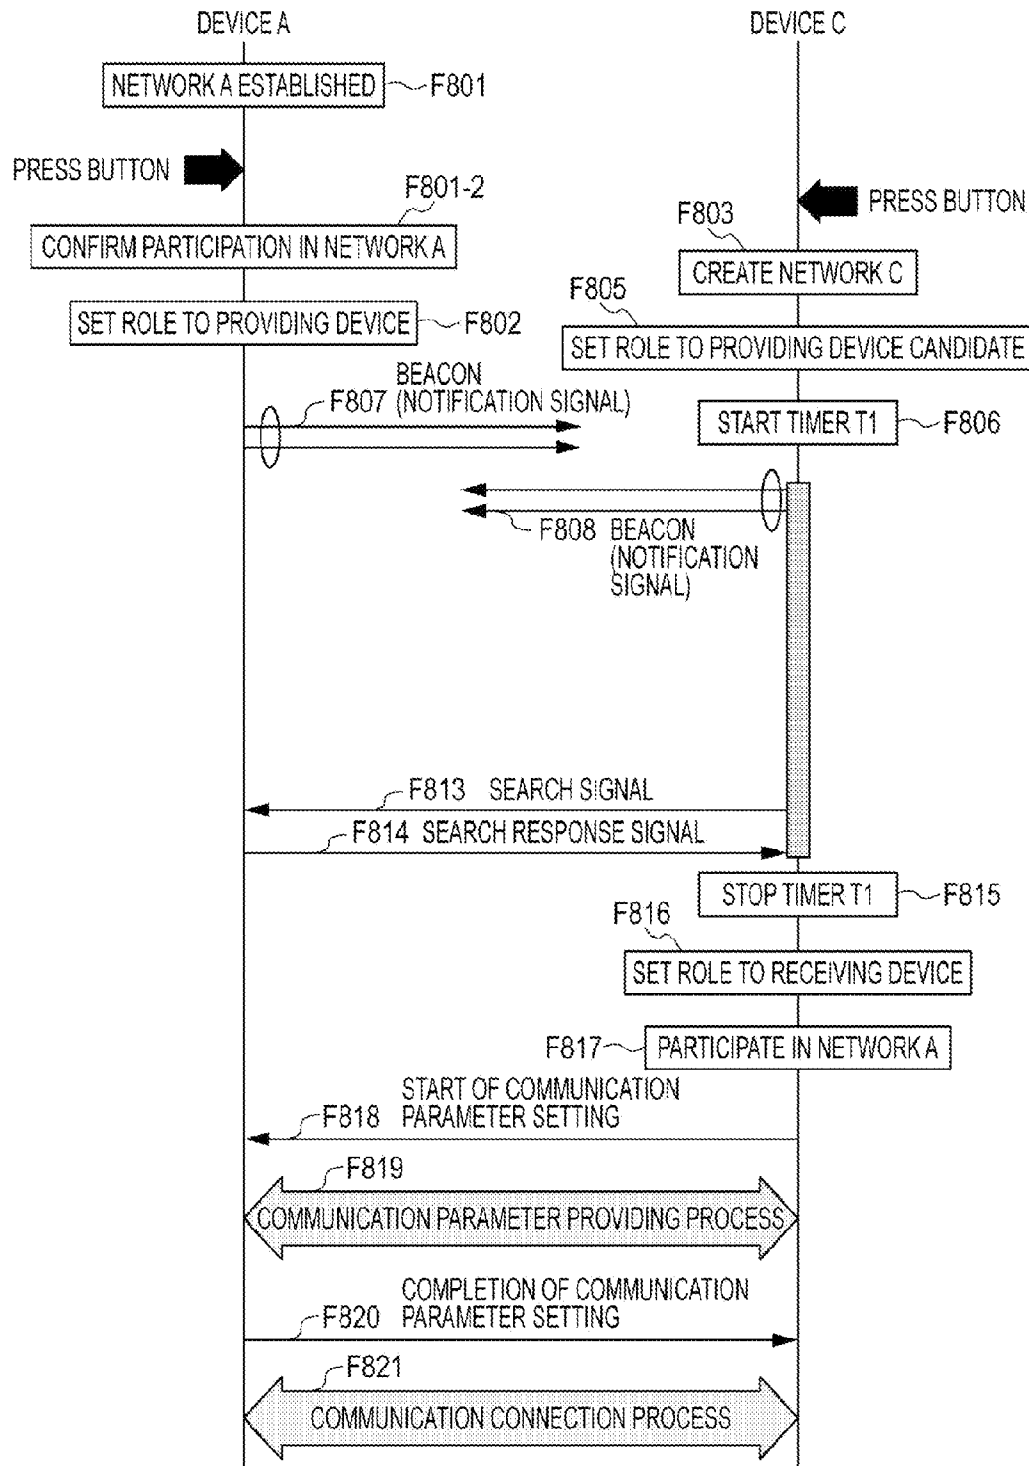 DEVICE A
DEVICE C
NETWORK A ESTABLISHED
F801
PRESS BUTTON
PRESS BUTTON
F801-2
CONFIRM PARTICIPATION IN NETWORK A
F803
CREATE NETWORK C
SET ROLE TO PROVIDING DEVICE
F802
F805
SET ROLE TO PROVIDING DEVICE CANDIDATE
BEACON
F807 (NOTIFICATION SIGNAL)
START TIMER T1
F806
F808 BEACON
(NOTIFICATION
SIGNAL)
F813 SEARCH SIGNAL
F814 SEARCH RESPONSE SIGNAL
STOP TIMER T1
F815
F816
SET ROLE TO RECEIVING DEVICE
F817
PARTICIPATE IN NETWORK A
START OF COMMUNICATION
F818 PARAMETER SETTING
F819
COMMUNICATION PARAMETER PROVIDING PROCESS
COMPLETION OF COMMUNICATION
F820 PARAMETER SETTING
F821
COMMUNICATION CONNECTION PROCESS